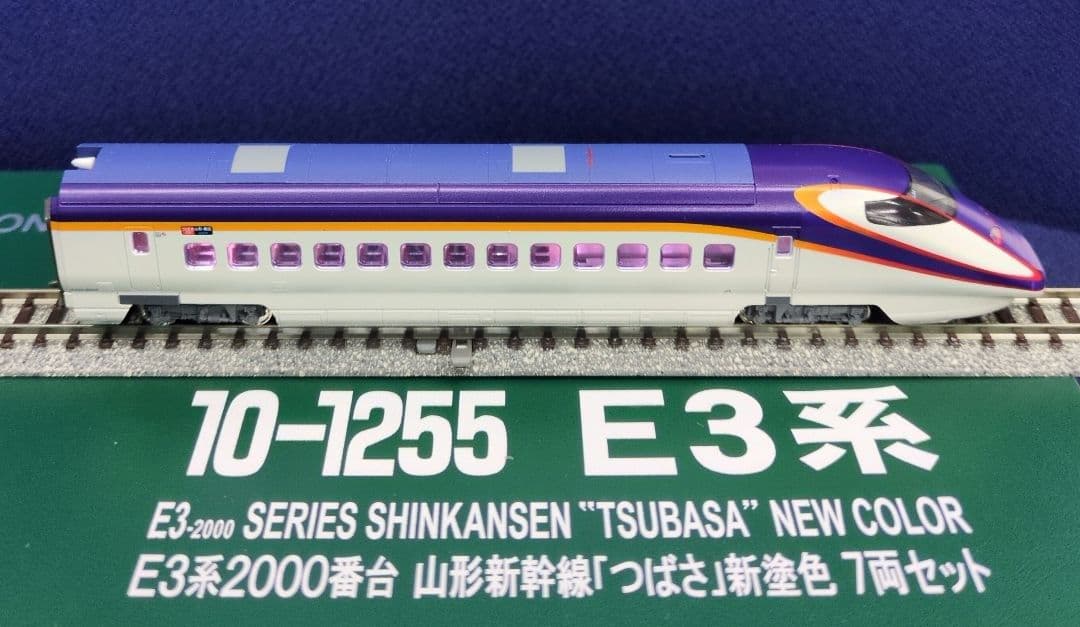 ON
10-1255 E3系
E3-2000 SERIES SHINKANSEN “TSUBASA” NEW COLOR
E3系2000番台 山形新幹線「つばさ」新塗色 7両セット